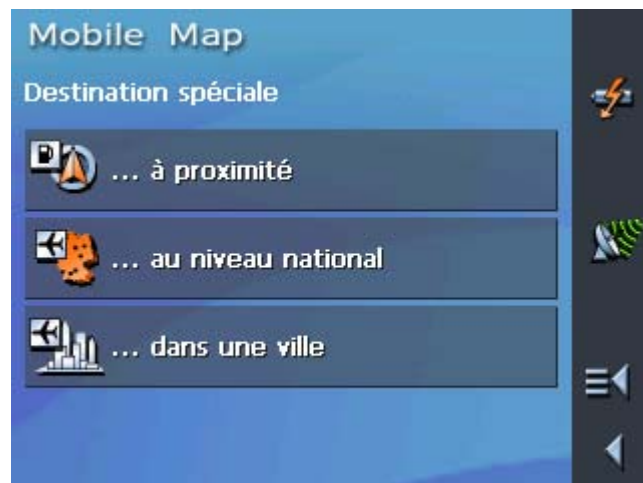 Mobile Map
Destination spéciale
... à proximité
... au niveau national
... dans une ville